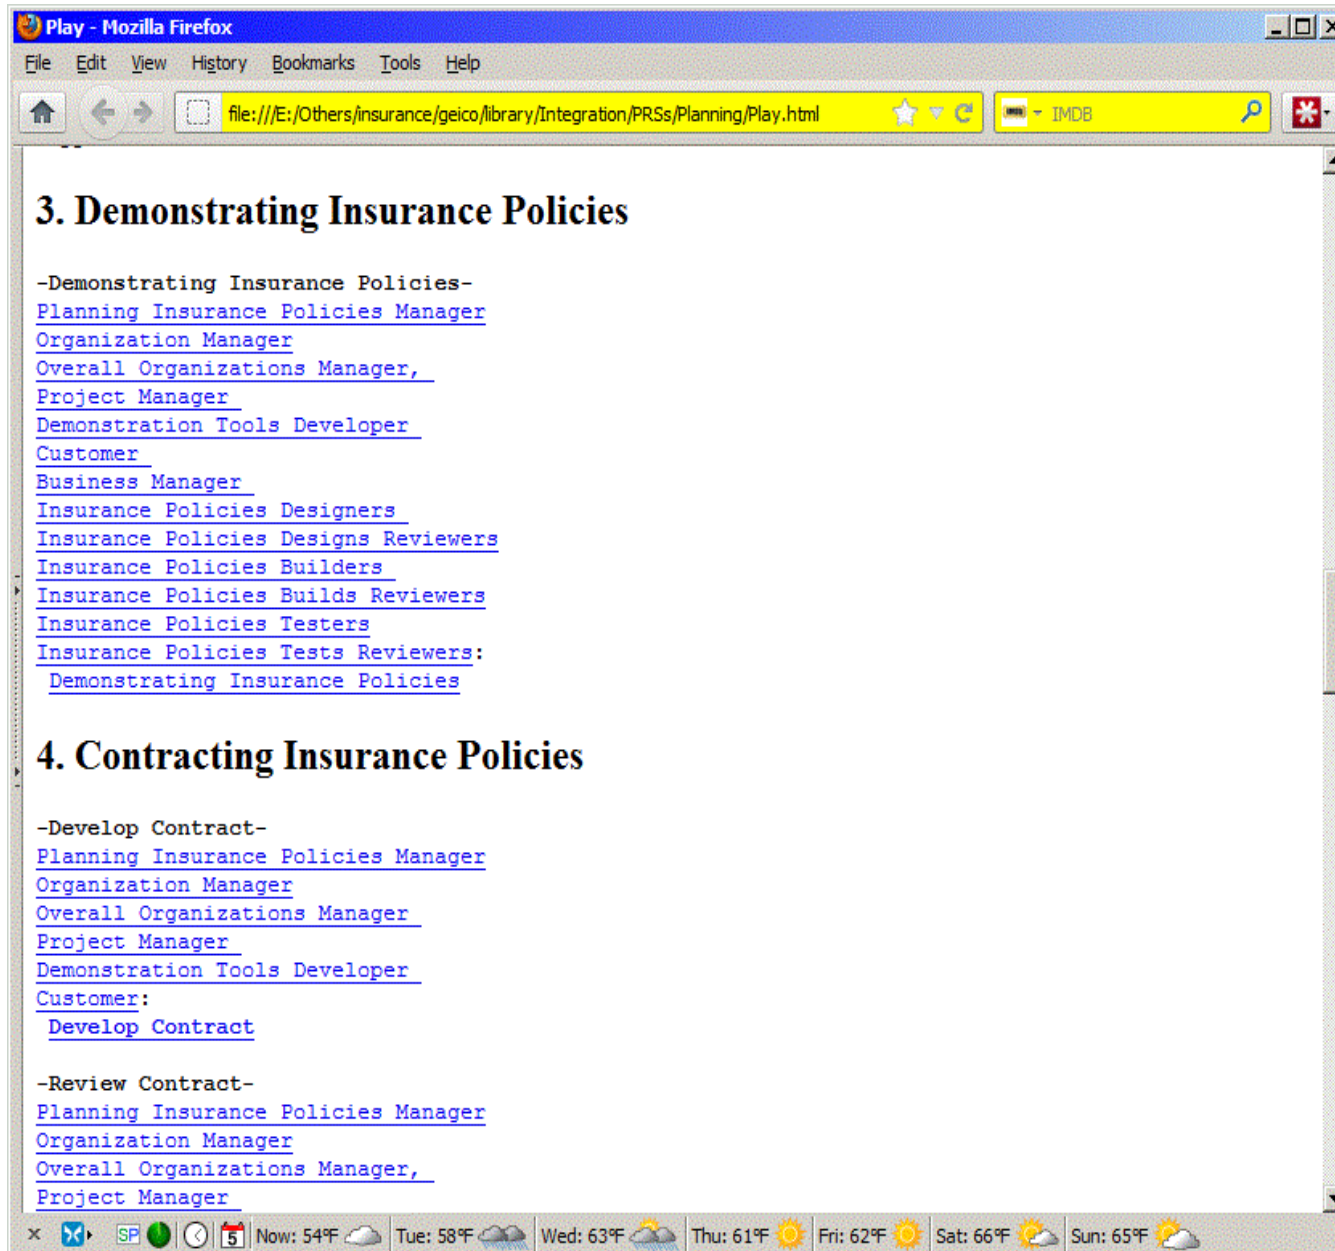 Play - Mozilla Firefox
File Edit View History Bookmarks Tools Help
file:///E:/Others/insurance/geico/library/Integration/PRSs/Planning/Play.html IMDB
3. Demonstrating Insurance Policies
-Demonstrating Insurance Policies-
Planning Insurance Policies Manager
Organization Manager
Overall Organizations Manager,
Project Manager
Demonstration Tools Developer
Customer
Business Manager
Insurance Policies Designers
Insurance Policies Designs Reviewers
Insurance Policies Builders
Insurance Policies Builds Reviewers
Insurance Policies Testers
Insurance Policies Tests Reviewers:
Demonstrating Insurance Policies
4. Contracting Insurance Policies
-Develop Contract-
Planning Insurance Policies Manager
Organization Manager
Overall Organizations Manager
Project Manager
Demonstration Tools Developer
Customer:
Develop Contract
-Review Contract-
Planning Insurance Policies Manager
Organization Manager
Overall Organizations Manager,
Project Manager
SP 5 Now: 54°F Tue: 58°F Wed: 63°F Thu: 61°F Fri: 62°F Sat: 66°F Sun: 65°F